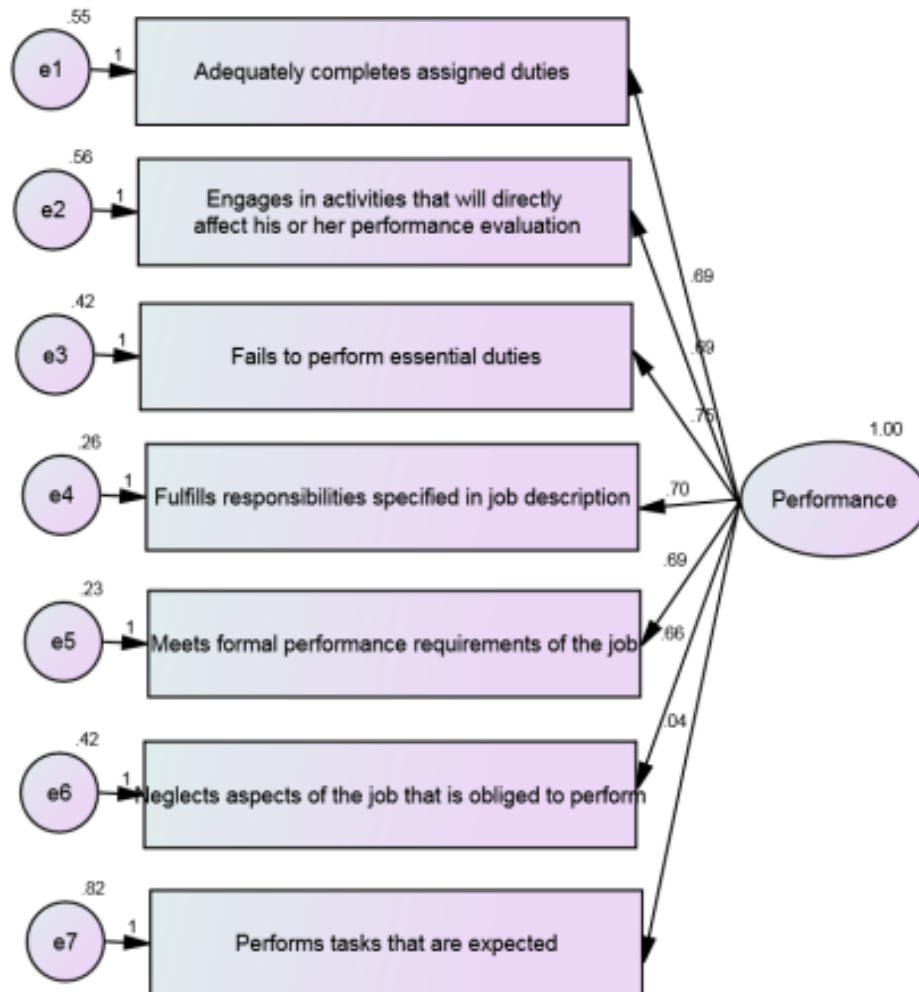 .55
e1
1
Adequately completes assigned duties
.56
e2
1
Engages in activities that will directly
affect his or her performance evaluation
.69
.42
e3
1
Fails to perform essential duties
.69
.75
1.00
.26
e4
1
Fulfills responsibilities specified in job description
.70
Performance
.69
.23
e5
1
Meets formal performance requirements of the job
.66
.04
.42
e6
1
Neglects aspects of the job that is obliged to perform
.82
e7
1
Performs tasks that are expected